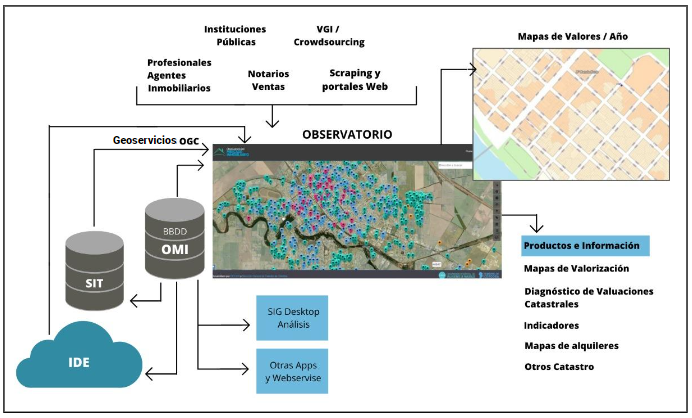 Instituciones
Públicas
VGI /
Crowdsourcing
Mapas de Valores / Año
Profesionales
Agentes
Inmobiliarios
Notarios
Ventas
Scraping y
portales Web
Geoservicios OGC
OBSERVATORIO
BBDD
OMI
SIT
IDE
SIG Desktop
Análisis
Otras Apps
y Webservise
Productos e Información
Mapas de Valorización
Diagnóstico de Valuaciones
Catastrales
Indicadores
Mapas de alquileres
Otros Catastro